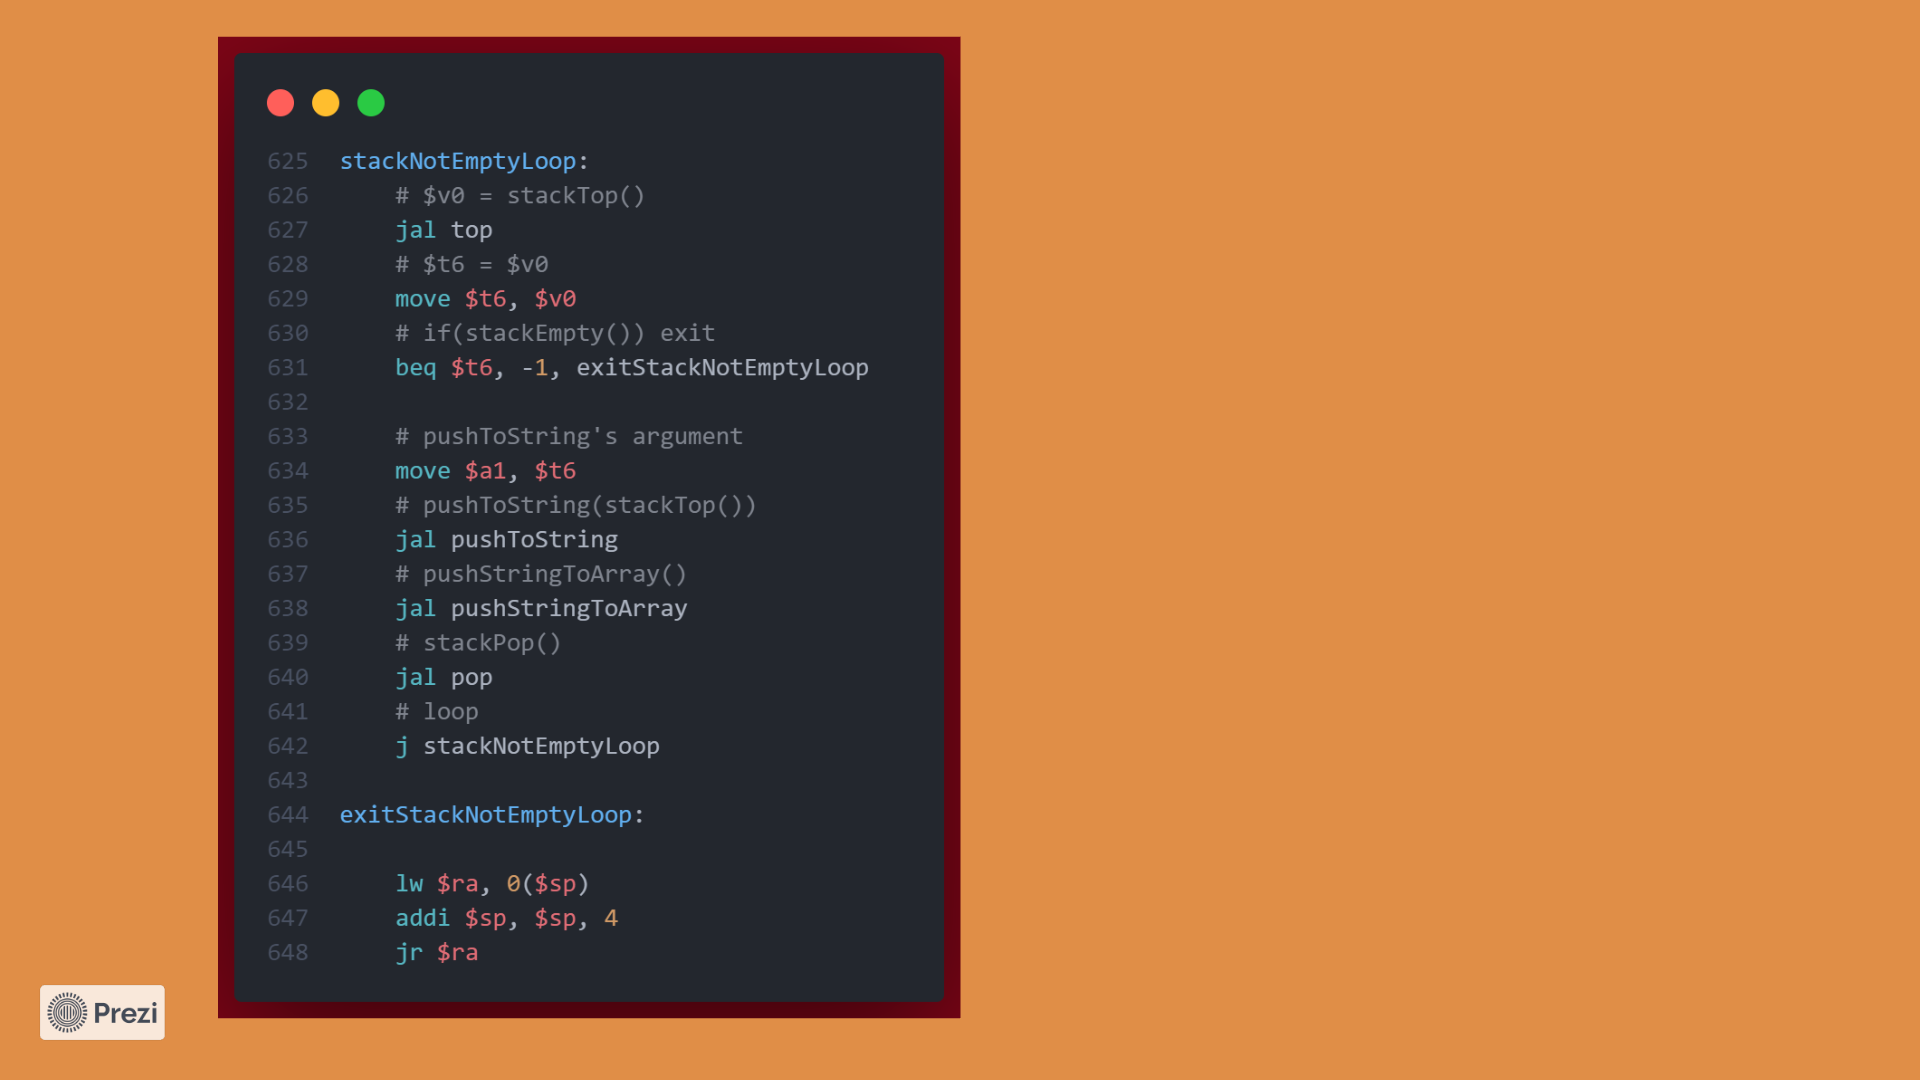 625 stackNotEmptyLoop:
626     # $v0 = stackTop()
627     jal top
628     # $t6 = $v0
629     move $t6, $v0
630     # if(stackEmpty()) exit
631     beq $t6, -1, exitStackNotEmptyLoop
632
633     # pushToString's argument
634     move $a1, $t6
635     # pushToString(stackTop())
636     jal pushToString
637     # pushStringToArray()
638     jal pushStringToArray
639     # stackPop()
640     jal pop
641     # loop
642     j stackNotEmptyLoop
643
644 exitStackNotEmptyLoop:
645
646     lw $ra, 0($sp)
647     addi $sp, $sp, 4
648     jr $ra
Prezi